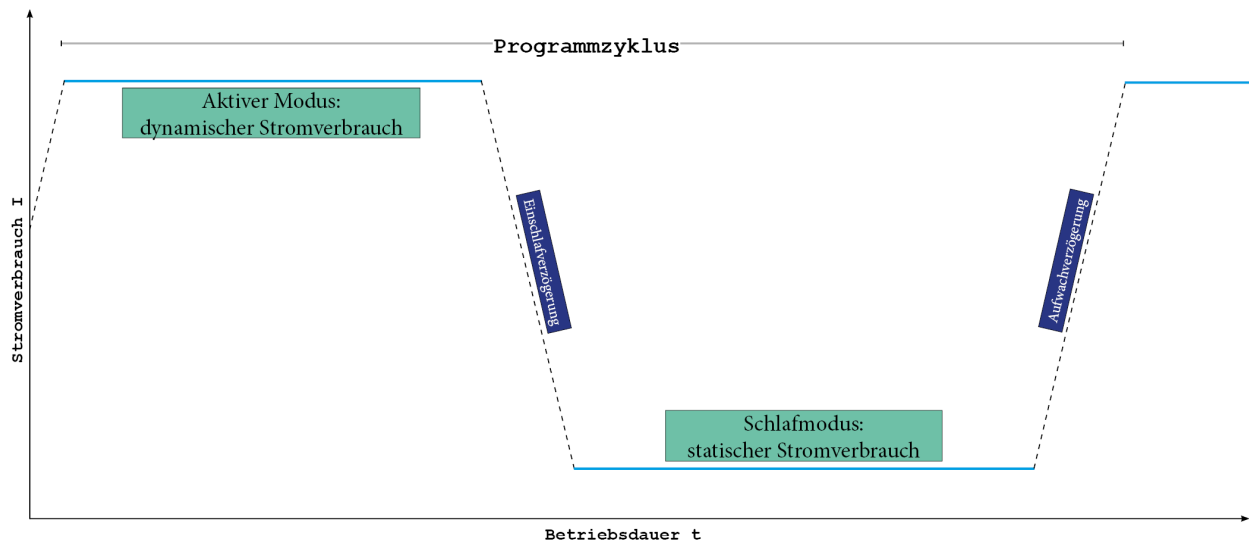 Programmzyklus
Aktiver Modus:
dynamischer Stromverbrauch
Stromverbrauch I
Einschlafverzögerung
Aufwachverzögerung
Schlafmodus:
statischer Stromverbrauch
Betriebsdauer t